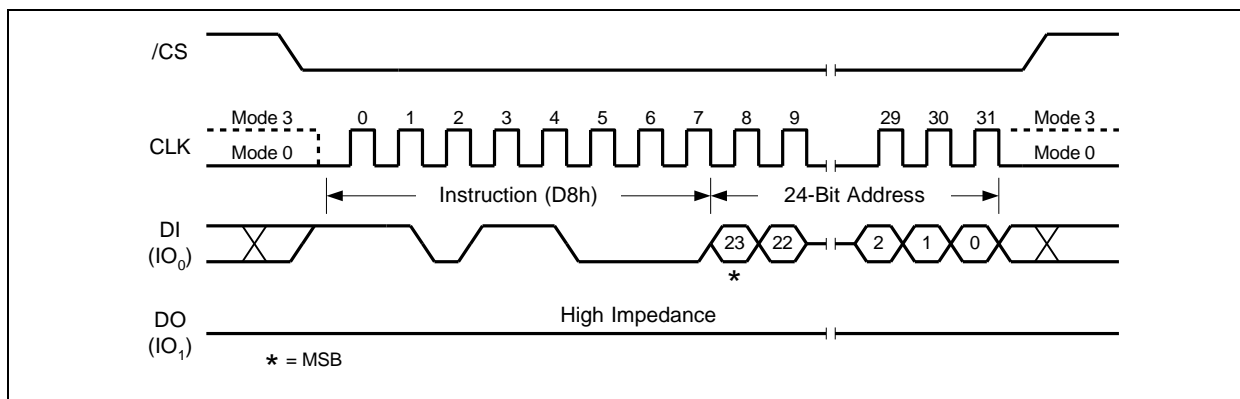 /CS
Mode 3 0 1 2 3 4 5 6 7 8 9 29 30 31 Mode 3
CLK Mode 0 Mode 0
Instruction (D8h) 24-Bit Address
DI
(IO0) 23 22 2 1 0
*
DO High Impedance
(IO1)
* = MSB